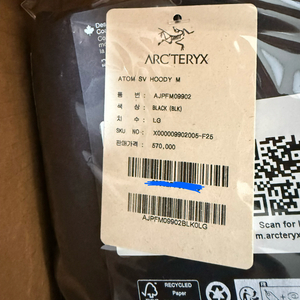 ARC'TERYX
ATOM SV HOODY M
품 번 : AJPFM09902
색 상 : BLACK (BLK)
치 수 : LG
SKU NO : X000009902005-F25
판매가격 : 570,000
AJPFM09902BLK0LG
Scan for
m.arcteryx
RECYCLED
Paper